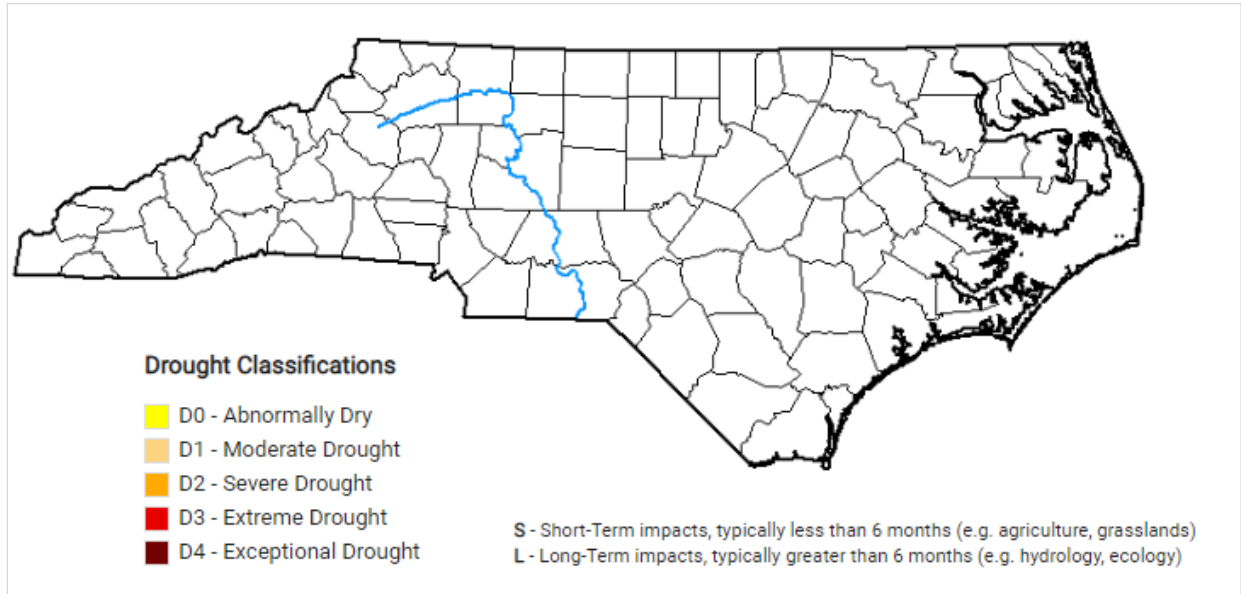 Drought Classifications
D0 - Abnormally Dry
D1 - Moderate Drought
D2 - Severe Drought
D3 - Extreme Drought
D4 - Exceptional Drought
S - Short-Term impacts, typically less than 6 months (e.g. agriculture, grasslands)
L - Long-Term impacts, typically greater than 6 months (e.g. hydrology, ecology)